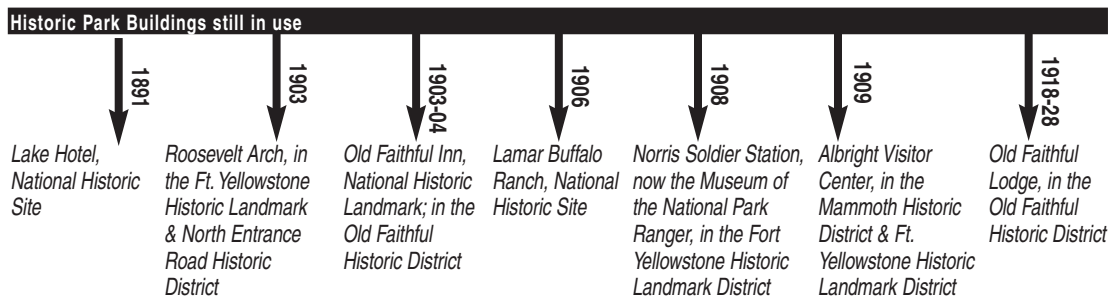 Historic Park Buildings still in use
1891
Lake Hotel,
National Historic
Site
1903
Roosevelt Arch, in
the Ft. Yellowstone
Historic Landmark
& North Entrance
Road Historic
District
1903-04
Old Faithful Inn,
National Historic
Landmark; in the
Old Faithful
Historic District
1906
Lamar Buffalo
Ranch, National
Historic Site
1908
Norris Soldier Station,
now the Museum of
the National Park
Ranger, in the Fort
Yellowstone Historic
Landmark District
1909
Albright Visitor
Center, in the
Mammoth Historic
District & Ft.
Yellowstone Historic
Landmark District
1918-28
Old Faithful
Lodge, in the
Old Faithful
Historic District